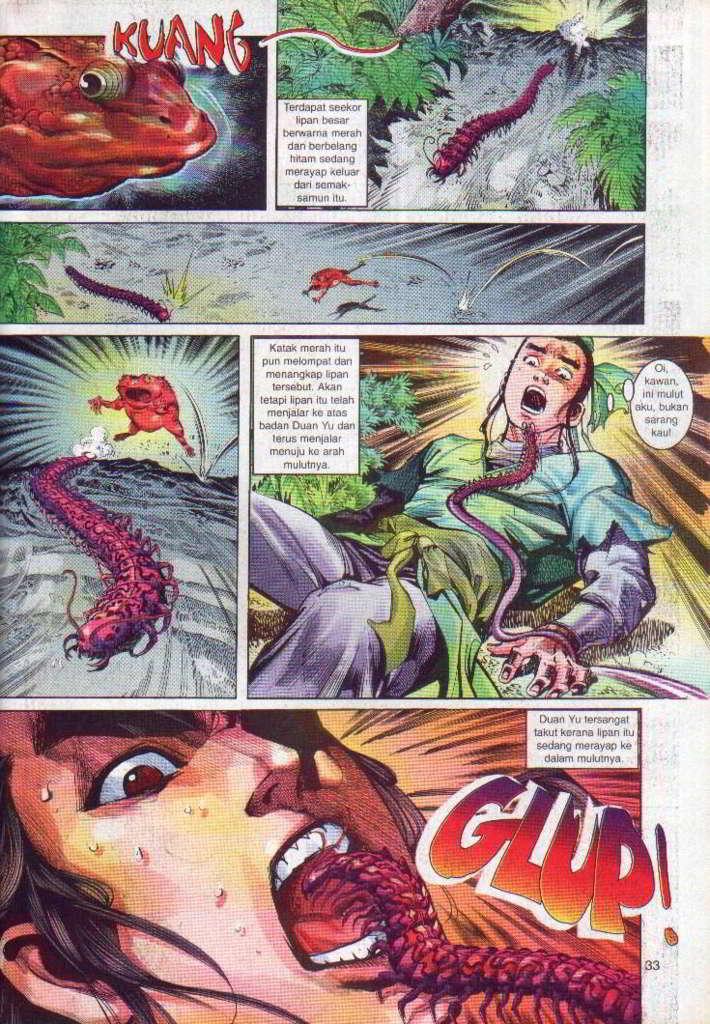 KUANG
Terdapat seekor
lipan besar
berwarna merah
dan berbelang
hitam sedang
merayap keluar
dari semak-
samun itu.
Katak merah itu
pun melompat dan
menangkap lipan
tersebut. Akan
tetapi lipan itu telah
menjalar ke atas
badan Duan Yu dan
terus menjalar
menuju ke arah
mulutnya.
Oi,
kawan,
ini mulut
aku, bukan
sarang
kau!
Duan Yu tersangat
takut kerana lipan itu
sedang merayap ke
dalam mulutnya.
GLUP!
33